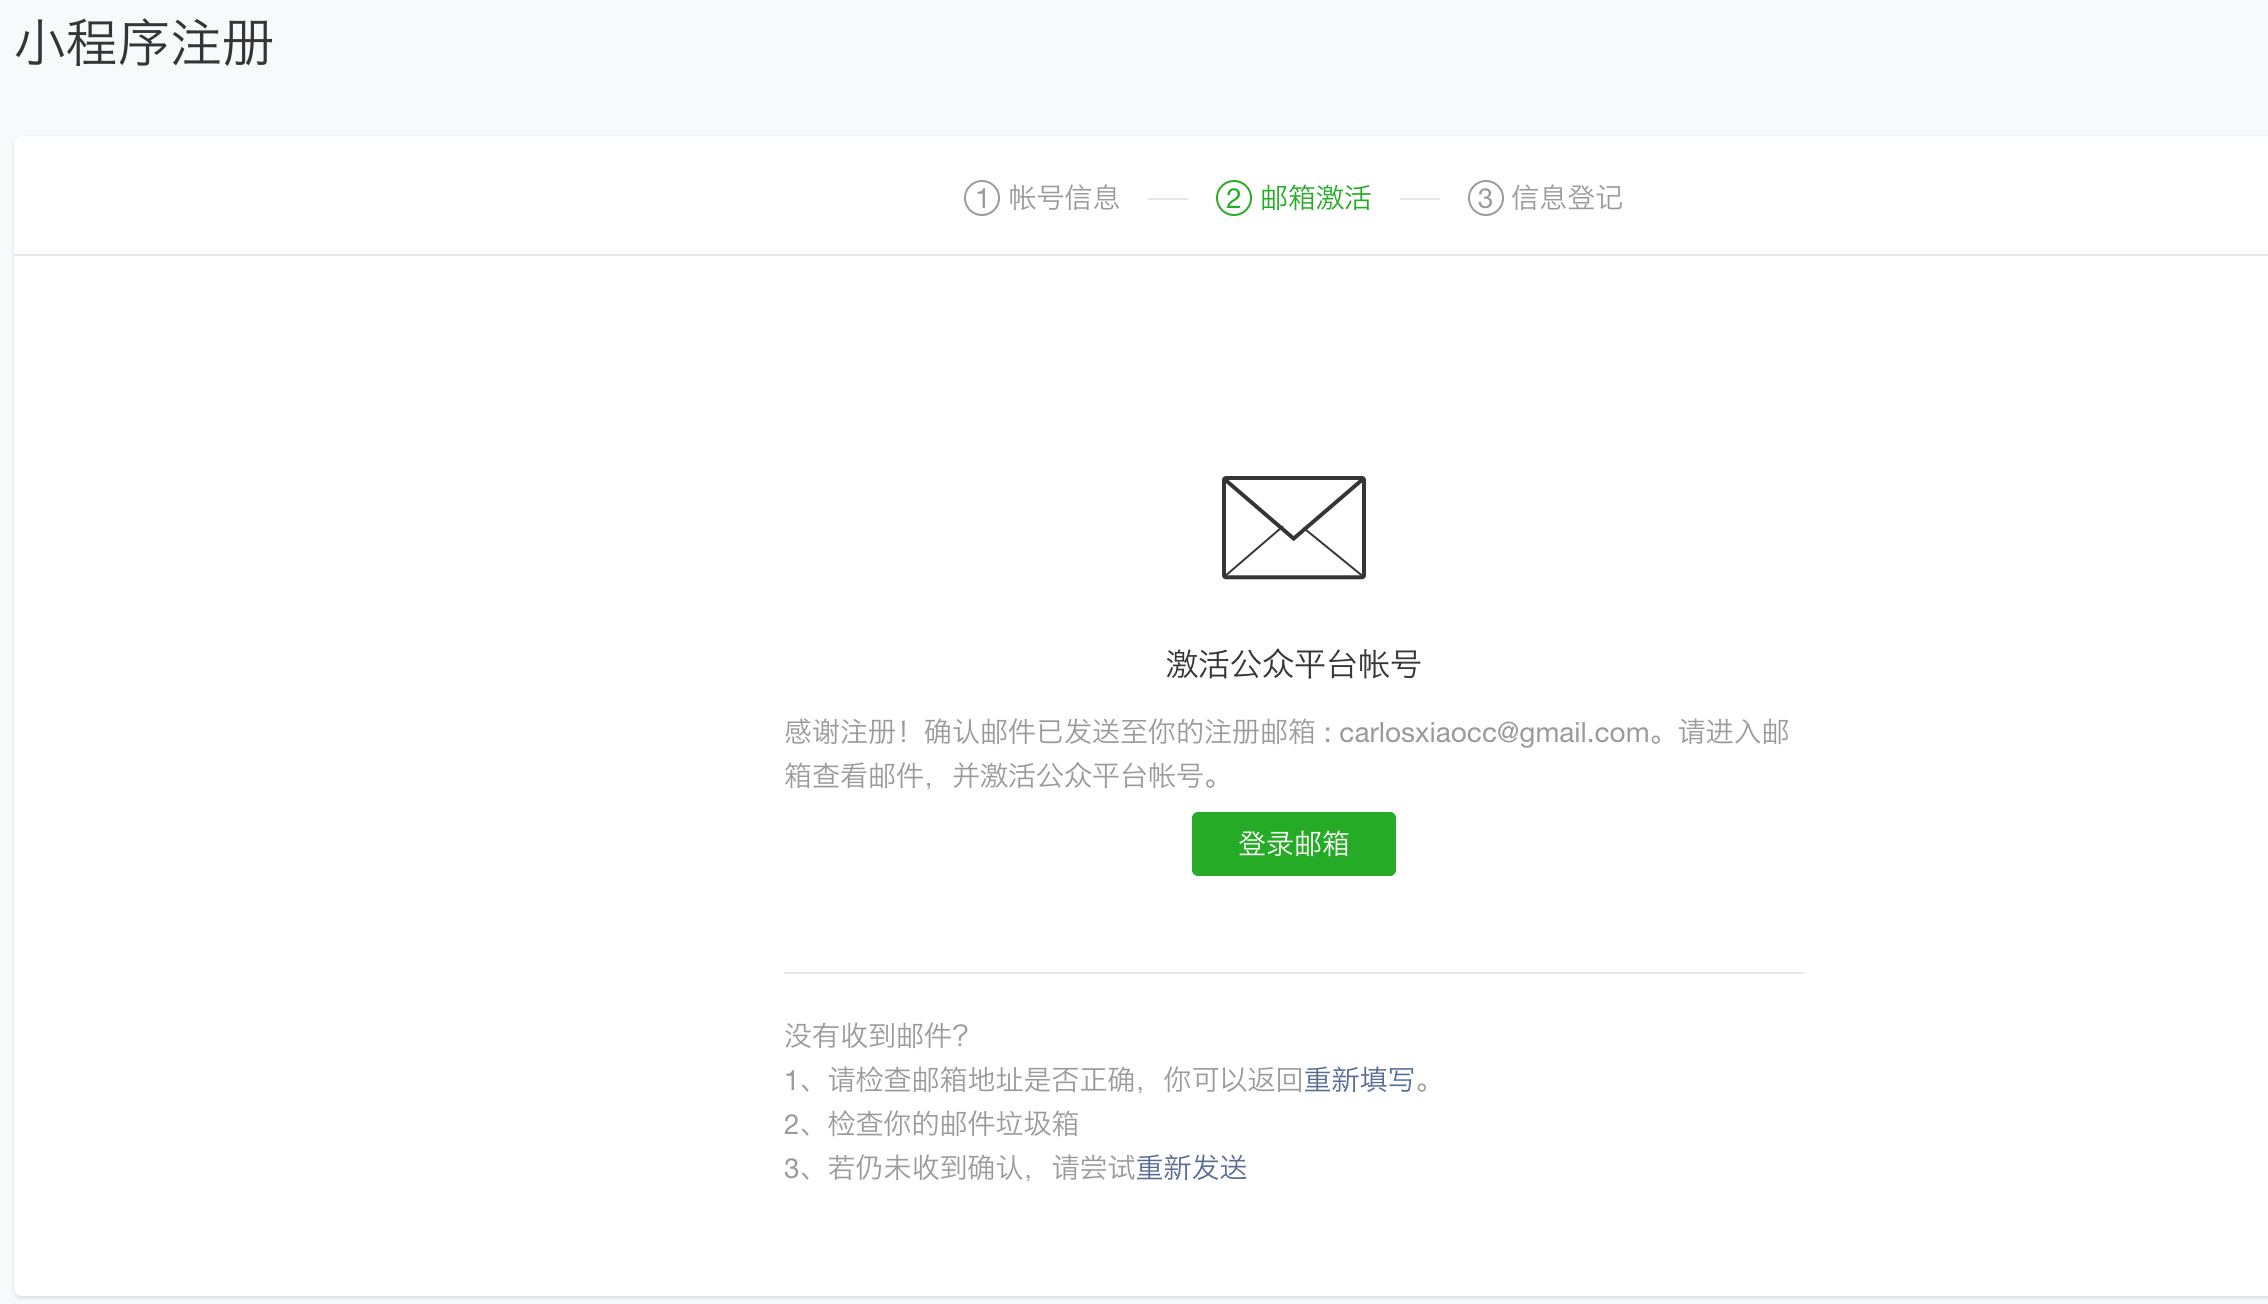 小程序注册
1 帐号信息 2 邮箱激活 3 信息登记
激活公众平台帐号
感谢注册！确认邮件已发送至你的注册邮箱 : carlosxiaocc@gmail.com。请进入邮
箱查看邮件，并激活公众平台帐号。
登录邮箱
没有收到邮件？
1、请检查邮箱地址是否正确，你可以返回重新填写。
2、检查你的邮件垃圾箱
3、若仍未收到确认，请尝试重新发送